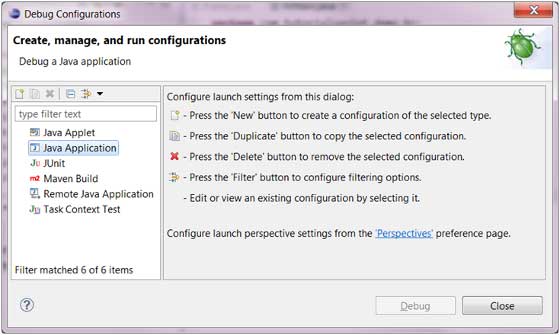 Debug Configurations
Create, manage, and run configurations
Debug a Java application
type filter text
Java Applet
Java Application
Ju JUnit
m2 Maven Build
Remote Java Application
Ju Task Context Test
Filter matched 6 of 6 items
Configure launch settings from this dialog:
- Press the 'New' button to create a configuration of the selected type.
- Press the 'Duplicate' button to copy the selected configuration.
- Press the 'Delete' button to remove the selected configuration.
- Press the 'Filter' button to configure filtering options.
- Edit or view an existing configuration by selecting it.
Configure launch perspective settings from the 'Perspectives' preference page.
?
Debug
Close